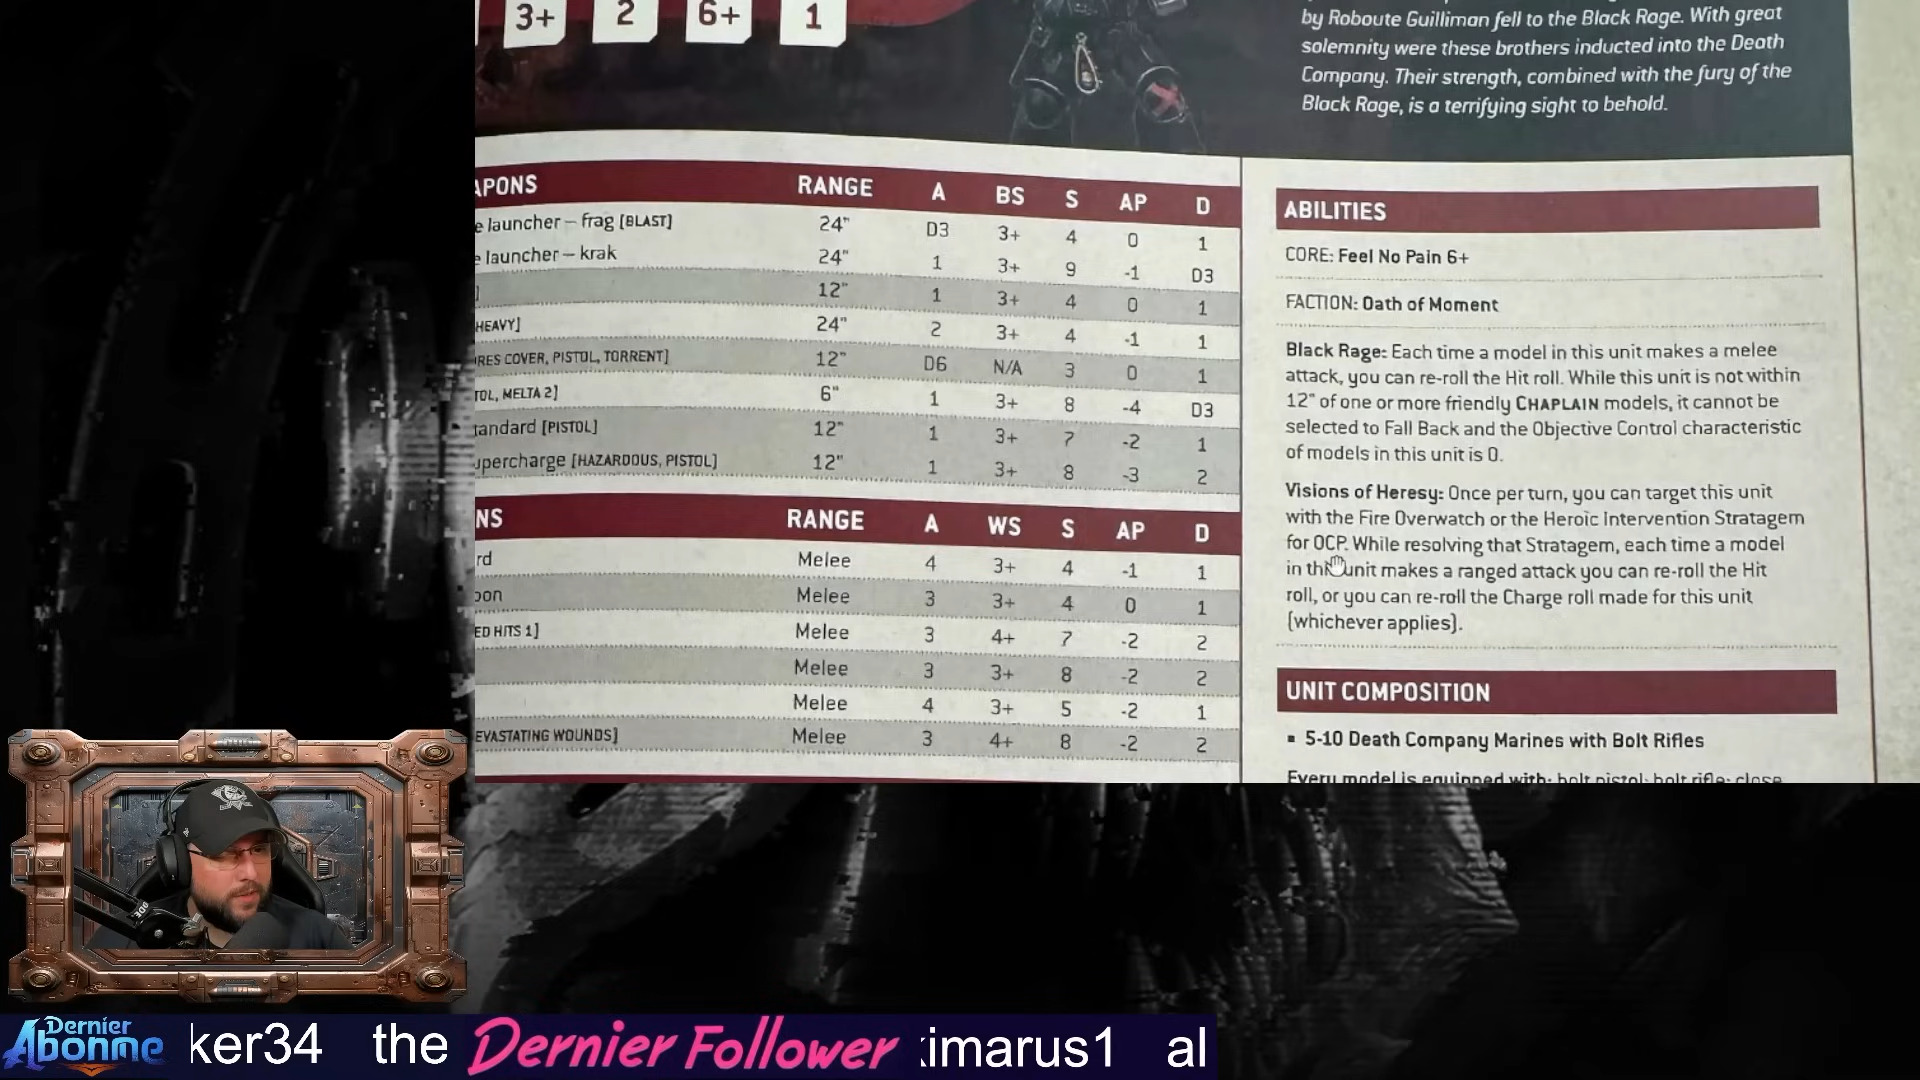 3+ 2 6+ 1
by Roboute Guilliman fell to the Black Rage. With great
solemnity were these brothers inducted into the Death
Company. Their strength, combined with the fury of the
Black Rage, is a terrifying sight to behold.
APONS RANGE A BS S AP D
e launcher – frag [BLAST] 24" D3 3+ 4 0 1
e launcher – krak 24" 1 3+ 9 -1 D3
] 12" 1 3+ 4 0 1
HEAVY] 24" 2 3+ 4 -1 1
RES COVER, PISTOL, TORRENT] 12" D6 N/A 3 0 1
TOL, MELTA 2] 6" 1 3+ 8 -4 D3
tandard [PISTOL] 12" 1 3+ 7 -2 1
upercharge [HAZARDOUS, PISTOL] 12" 1 3+ 8 -3 2
NS RANGE A WS S AP D
rd Melee 4 3+ 4 -1 1
pon Melee 3 3+ 4 0 1
ED HITS 1] Melee 3 4+ 7 -2 2
Melee 3 3+ 8 -2 2
Melee 4 3+ 5 -2 1
EVASTATING WOUNDS] Melee 3 4+ 8 -2 2
ABILITIES
CORE: Feel No Pain 6+
FACTION: Oath of Moment
Black Rage: Each time a model in this unit makes a melee
attack, you can re-roll the Hit roll. While this unit is not within
12" of one or more friendly CHAPLAIN models, it cannot be
selected to Fall Back and the Objective Control characteristic
of models in this unit is 0.
Visions of Heresy: Once per turn, you can target this unit
with the Fire Overwatch or the Heroic Intervention Stratagem
for 0CP. While resolving that Stratagem, each time a model
in this unit makes a ranged attack you can re-roll the Hit
roll, or you can re-roll the Charge roll made for this unit
(whichever applies).
UNIT COMPOSITION
▪ 5-10 Death Company Marines with Bolt Rifles
Every model is equipped with: bolt pistol; bolt rifle; close
Dernier
Abonné
ker34 the
Dernier Follower
kimarus1 al